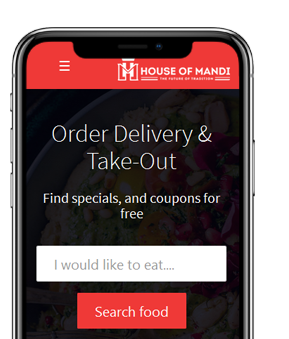 HOUSE OF MANDI
THE FUTURE OF TRADITION
Order Delivery &
Take-Out
Find specials, and coupons for
free
I would like to eat....
Search food